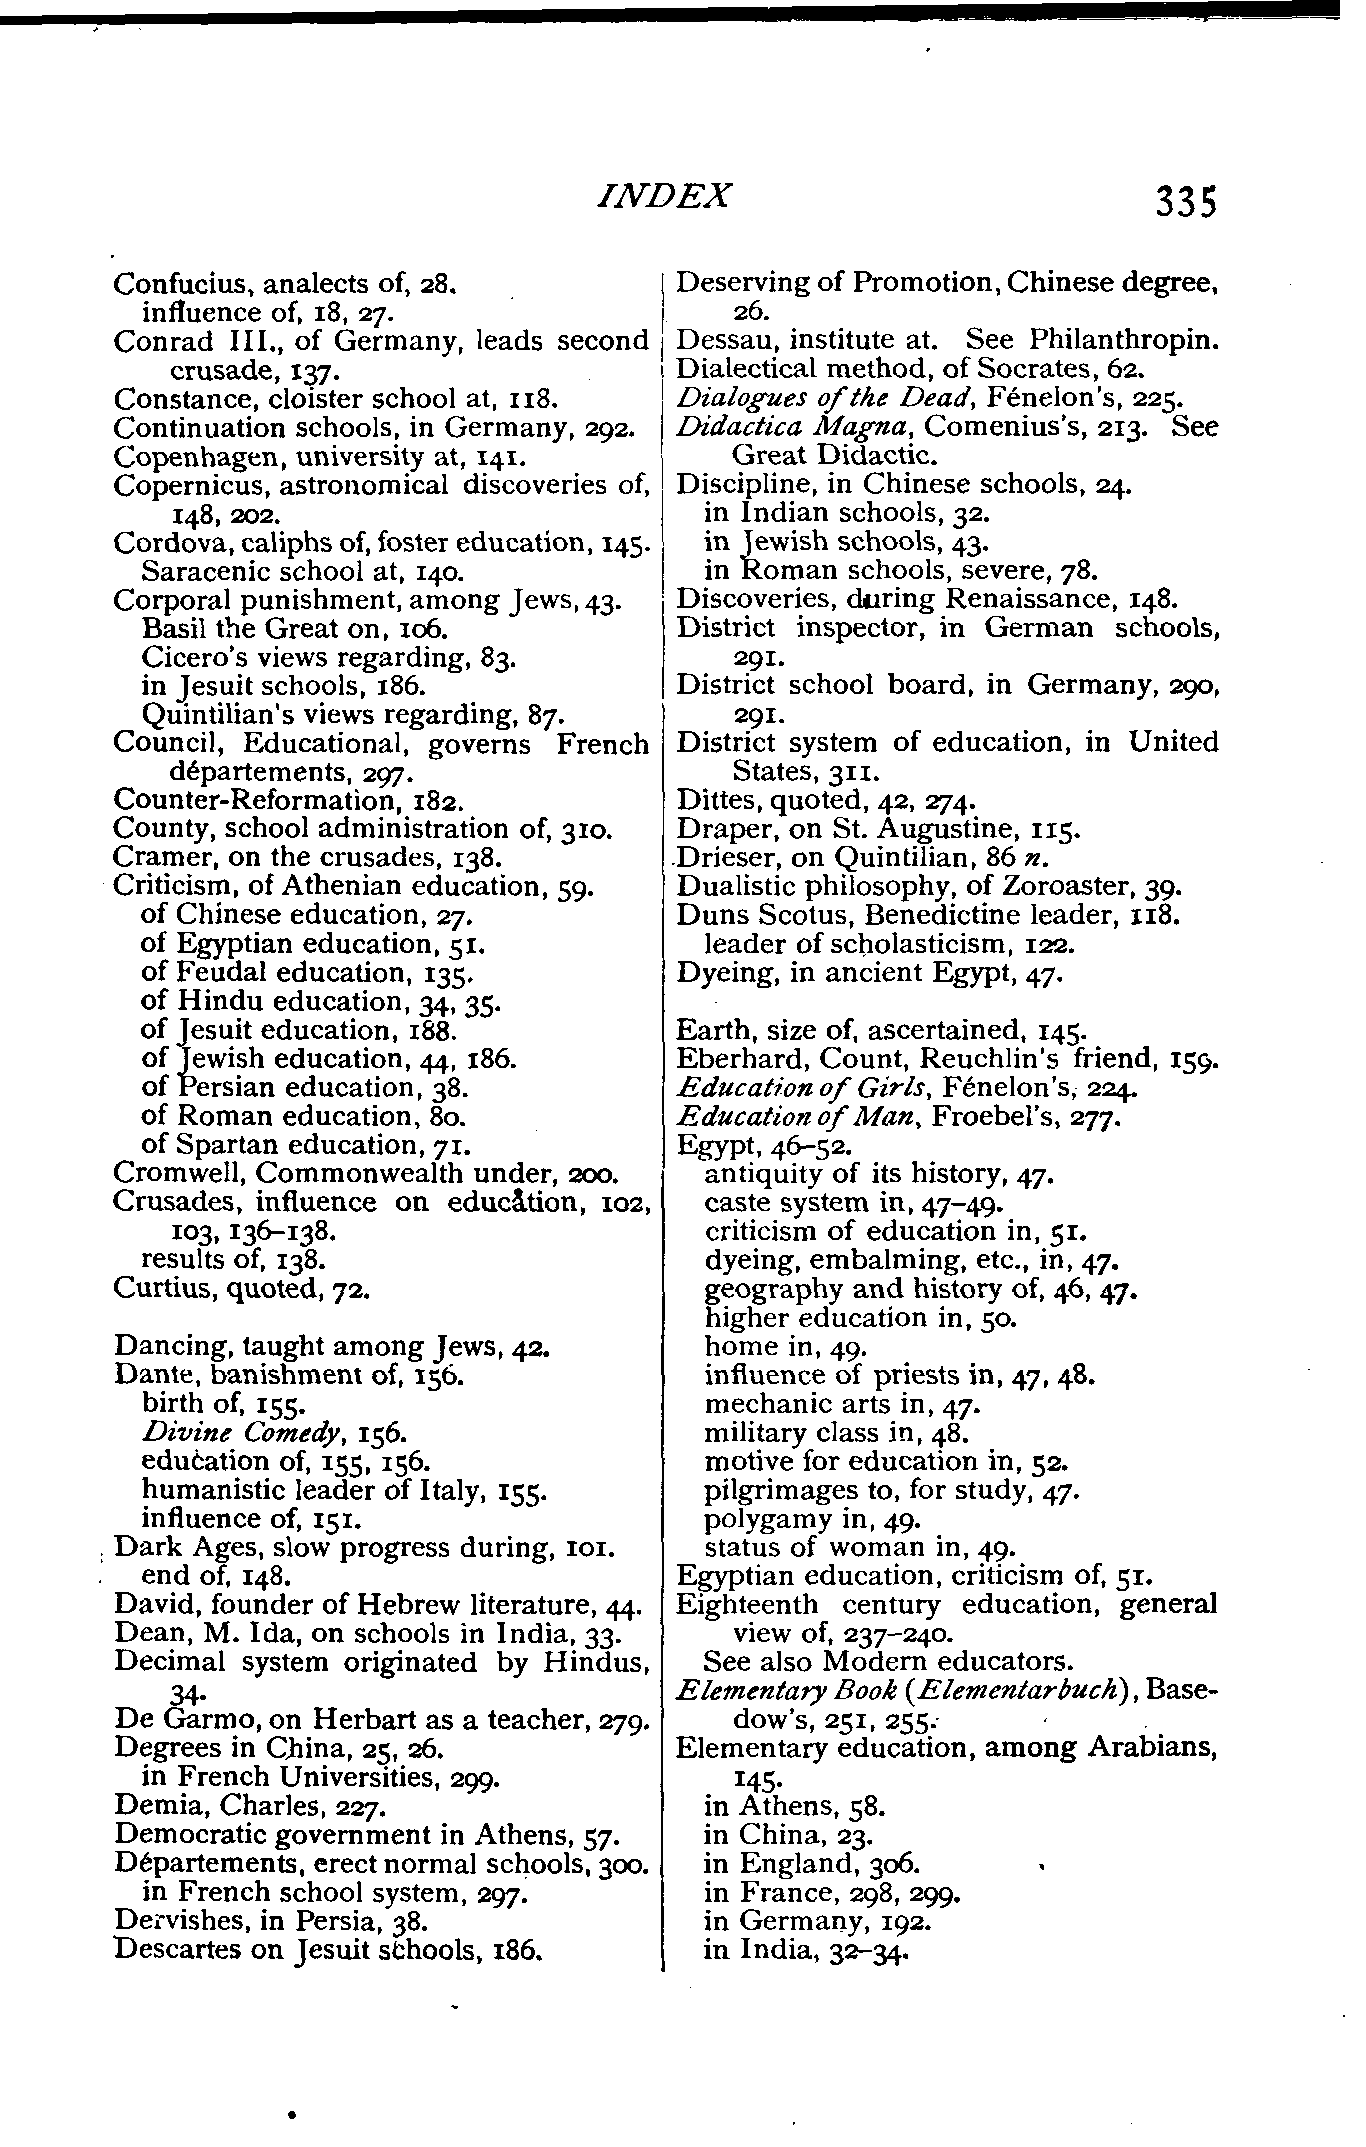 INDEX 335
Confucius, analects of, 28.
influence of, 18, 27.
Conrad III., of Germany, leads second
crusade, 137.
Constance, cloister school at, 118.
Continuation schools, in Germany, 292.
Copenhagen, university at, 141.
Copernicus, astronomical discoveries of,
148, 202.
Cordova, caliphs of, foster education, 145.
Saracenic school at, 140.
Corporal punishment, among Jews, 43.
Basil the Great on, 106.
Cicero's views regarding, 83.
in Jesuit schools, 186.
Quintilian's views regarding, 87.
Council, Educational, governs French
départements, 297.
Counter-Reformation, 182.
County, school administration of, 310.
Cramer, on the crusades, 138.
Criticism, of Athenian education, 59.
of Chinese education, 27.
of Egyptian education, 51.
of Feudal education, 135.
of Hindu education, 34, 35.
of Jesuit education, 188.
of Jewish education, 44, 186.
of Persian education, 38.
of Roman education, 80.
of Spartan education, 71.
Cromwell, Commonwealth under, 200.
Crusades, influence on education, 102,
103, 136–138.
results of, 138.
Curtius, quoted, 72.
Dancing, taught among Jews, 42.
Dante, banishment of, 156.
birth of, 155.
Divine Comedy, 156.
education of, 155, 156.
humanistic leader of Italy, 155.
influence of, 151.
Dark Ages, slow progress during, 101.
end of, 148.
David, founder of Hebrew literature, 44.
Dean, M. Ida, on schools in India, 33.
Decimal system originated by Hindus,
34.
De Garmo, on Herbart as a teacher, 279.
Degrees in China, 25, 26.
in French Universities, 299.
Demia, Charles, 227.
Democratic government in Athens, 57.
Départements, erect normal schools, 300.
in French school system, 297.
Dervishes, in Persia, 38.
Descartes on Jesuit schools, 186.
Deserving of Promotion, Chinese degree,
26.
Dessau, institute at. See Philanthropin.
Dialectical method, of Socrates, 62.
Dialogues of the Dead, Fénelon's, 225.
Didactica Magna, Comenius's, 213. See
Great Didactic.
Discipline, in Chinese schools, 24.
in Indian schools, 32.
in Jewish schools, 43.
in Roman schools, severe, 78.
Discoveries, during Renaissance, 148.
District inspector, in German schools,
291.
District school board, in Germany, 290,
291.
District system of education, in United
States, 311.
Dittes, quoted, 42, 274.
Draper, on St. Augustine, 115.
Drieser, on Quintilian, 86 n.
Dualistic philosophy, of Zoroaster, 39.
Duns Scotus, Benedictine leader, 118.
leader of scholasticism, 122.
Dyeing, in ancient Egypt, 47.
Earth, size of, ascertained, 145.
Eberhard, Count, Reuchlin's friend, 159.
Education of Girls, Fénelon's, 224.
Education of Man, Froebel's, 277.
Egypt, 46–52.
antiquity of its history, 47.
caste system in, 47–49.
criticism of education in, 51.
dyeing, embalming, etc., in, 47.
geography and history of, 46, 47.
higher education in, 50.
home in, 49.
influence of priests in, 47, 48.
mechanic arts in, 47.
military class in, 48.
motive for education in, 52.
pilgrimages to, for study, 47.
polygamy in, 49.
status of woman in, 49.
Egyptian education, criticism of, 51.
Eighteenth century education, general
view of, 237–240.
See also Modern educators.
Elementary Book (Elementarbuch), Base-
dow's, 251, 255.
Elementary education, among Arabians,
145.
in Athens, 58.
in China, 23.
in England, 306.
in France, 298, 299.
in Germany, 192.
in India, 32–34.